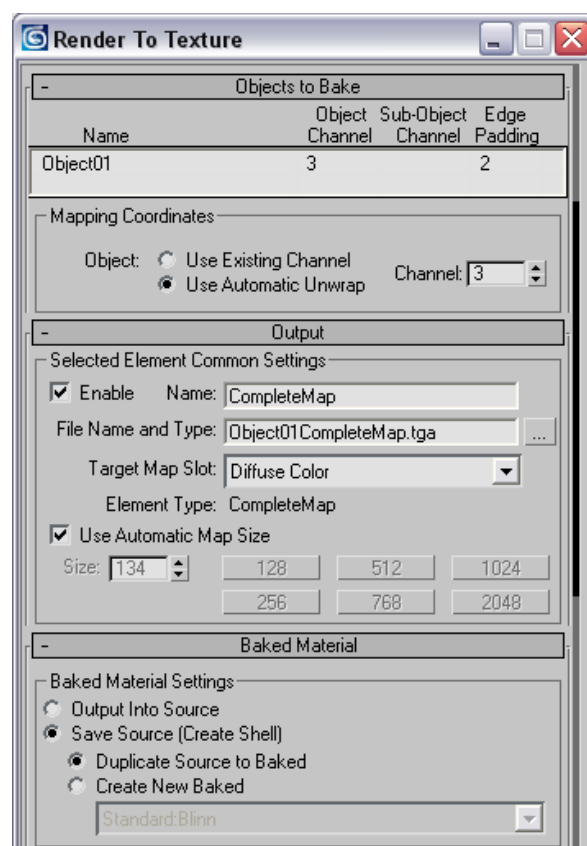 Render To Texture
- Objects to Bake
Object Sub-Object Edge
Name Channel Channel Padding
Object01 3 2
Mapping Coordinates
Object: Use Existing Channel
Use Automatic Unwrap Channel: 3
- Output
Selected Element Common Settings
Enable Name: CompleteMap
File Name and Type: Object01CompleteMap.tga ...
Target Map Slot: Diffuse Color
Element Type: CompleteMap
Use Automatic Map Size
Size: 134 128 512 1024
256 768 2048
- Baked Material
Baked Material Settings
Output Into Source
Save Source (Create Shell)
Duplicate Source to Baked
Create New Baked
Standard:Blinn